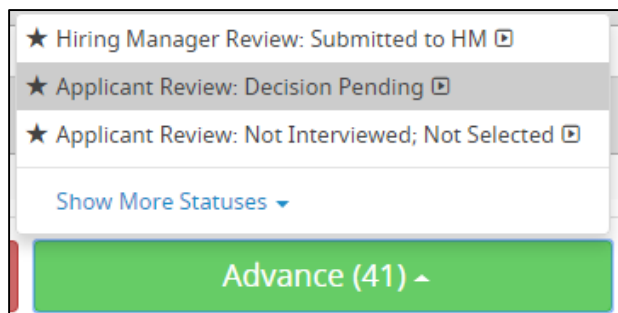 ★ Hiring Manager Review: Submitted to HM
★ Applicant Review: Decision Pending
★ Applicant Review: Not Interviewed; Not Selected
Show More Statuses
Advance (41)